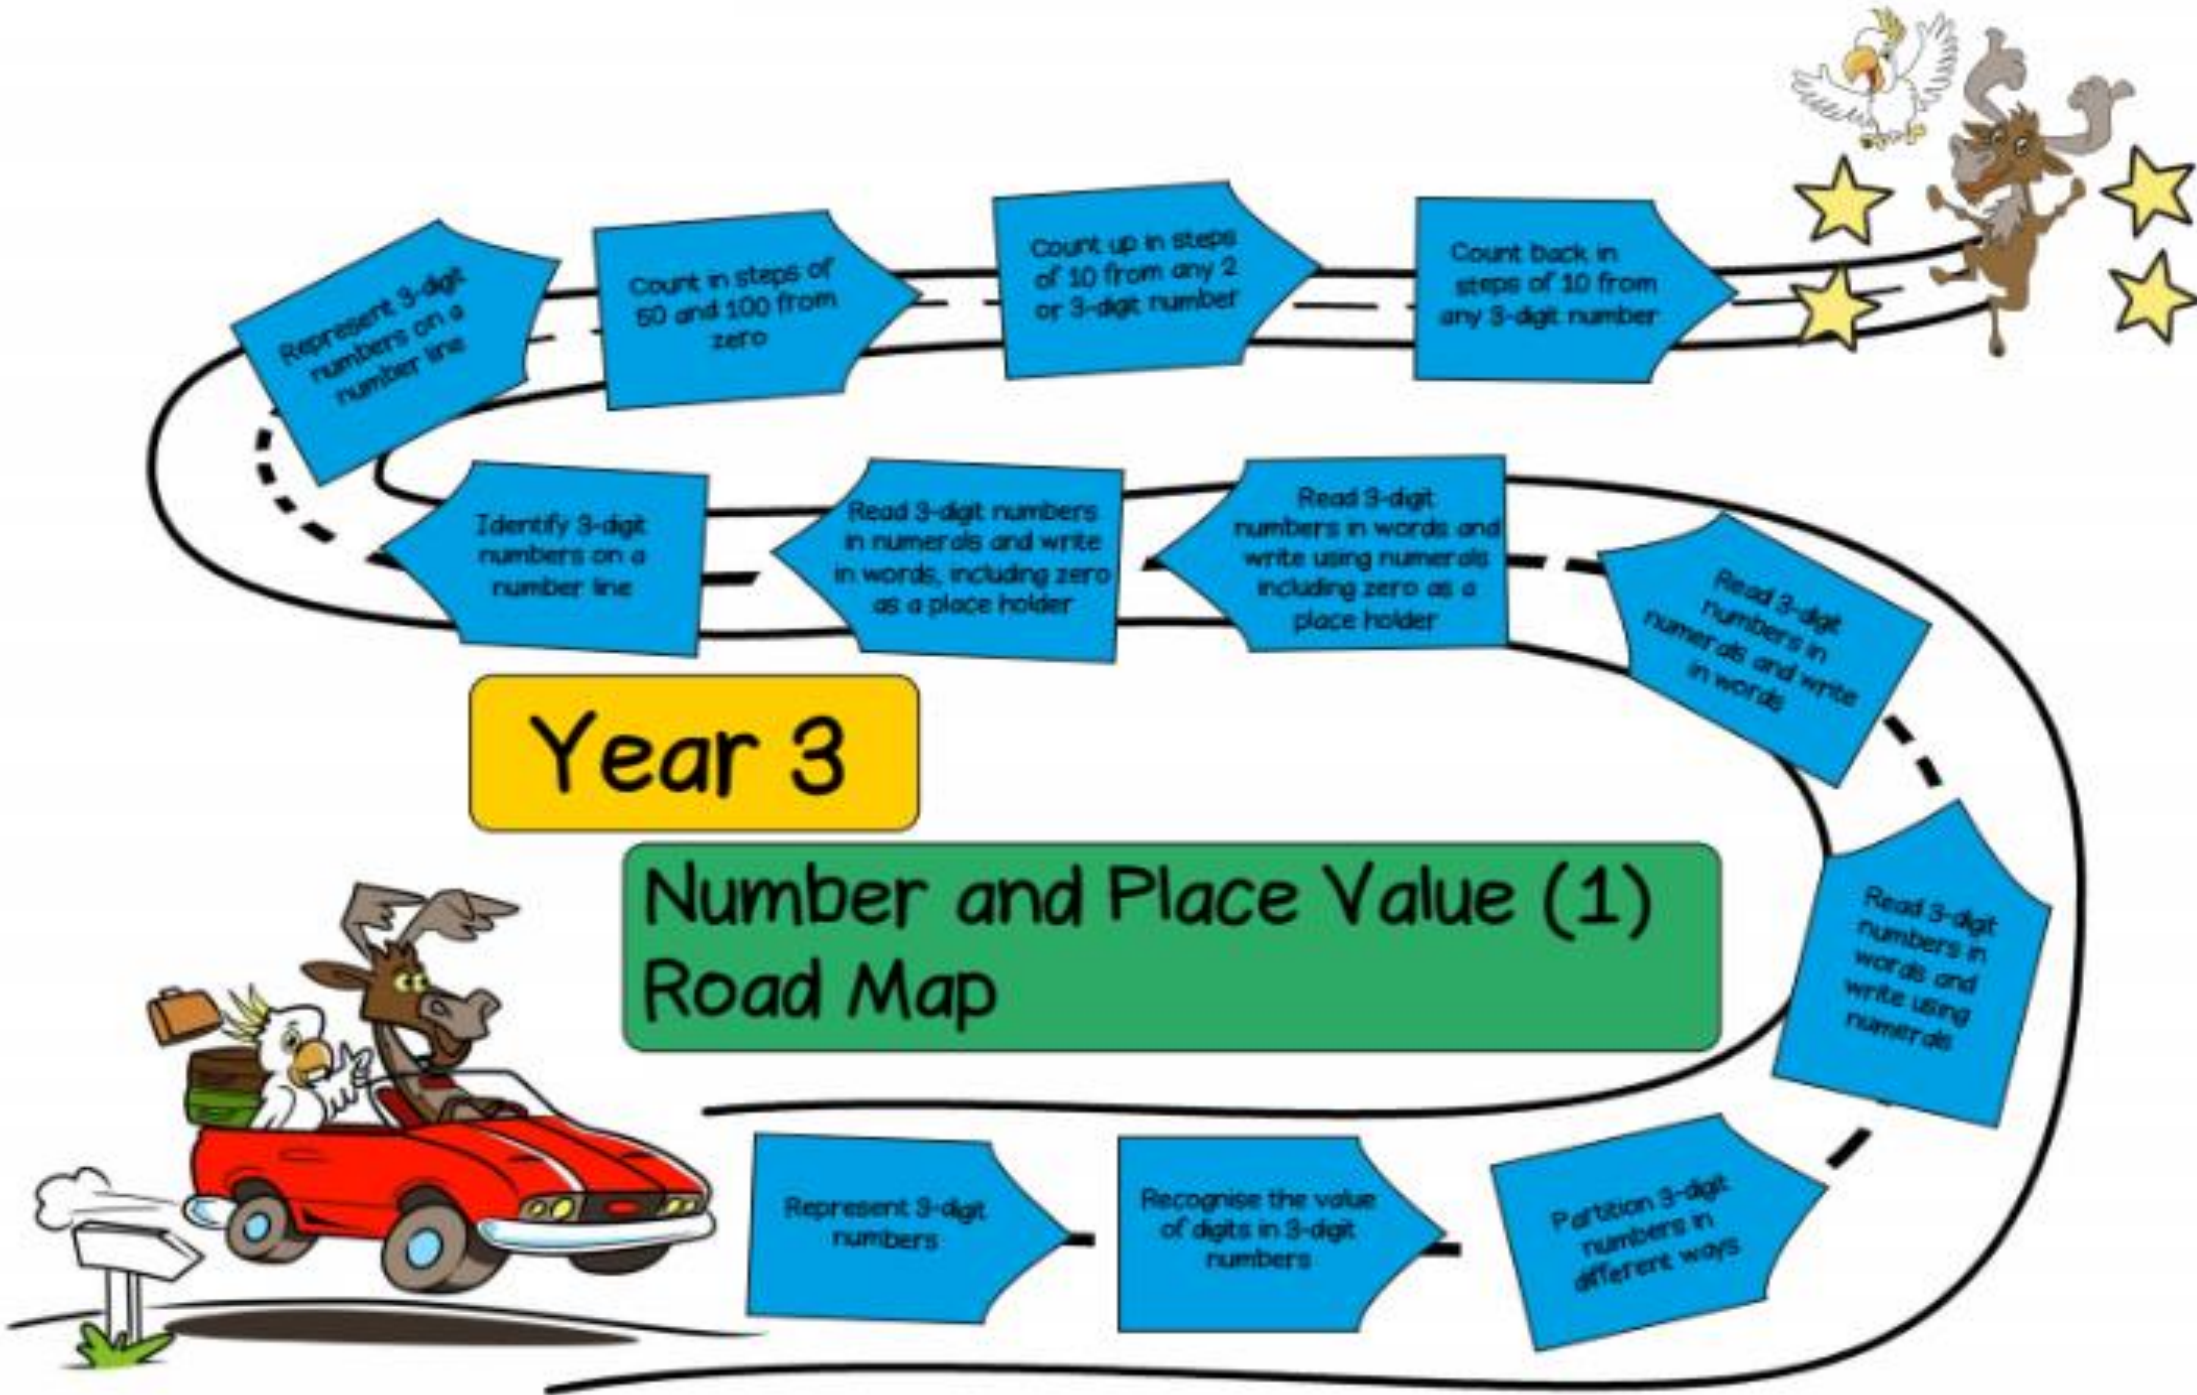 Represent 3-digit
numbers on a
number line
Count in steps of
50 and 100 from
zero
Count up in steps
of 10 from any 2
or 3-digit number
Count back in
steps of 10 from
any 3-digit number
Identify 3-digit
numbers on a
number line
Read 3-digit numbers
in numerals and write
in words, including zero
as a place holder
Read 3-digit
numbers in words and
write using numerals
including zero as a
place holder
Read 3-digit
numbers in
numerals and write
in words
Year 3
Number and Place Value (1)
Road Map
Read 3-digit
numbers in
words and
write using
numerals
Represent 3-digit
numbers
Recognise the value
of digits in 3-digit
numbers
Partition 3-digit
numbers in
different ways